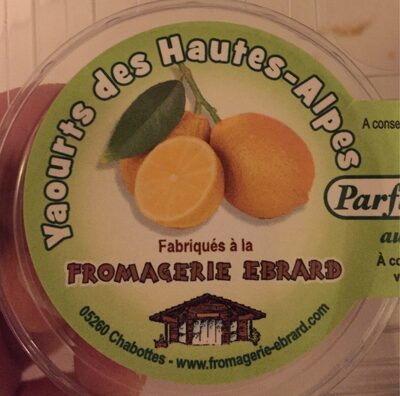 Yaourts des Hautes-Alpes
Fabriqués à la
FROMAGERIE EBRARD
05260 Chabottes - www.fromagerie-ebrard.com
A conse
Parf
au
À co
v